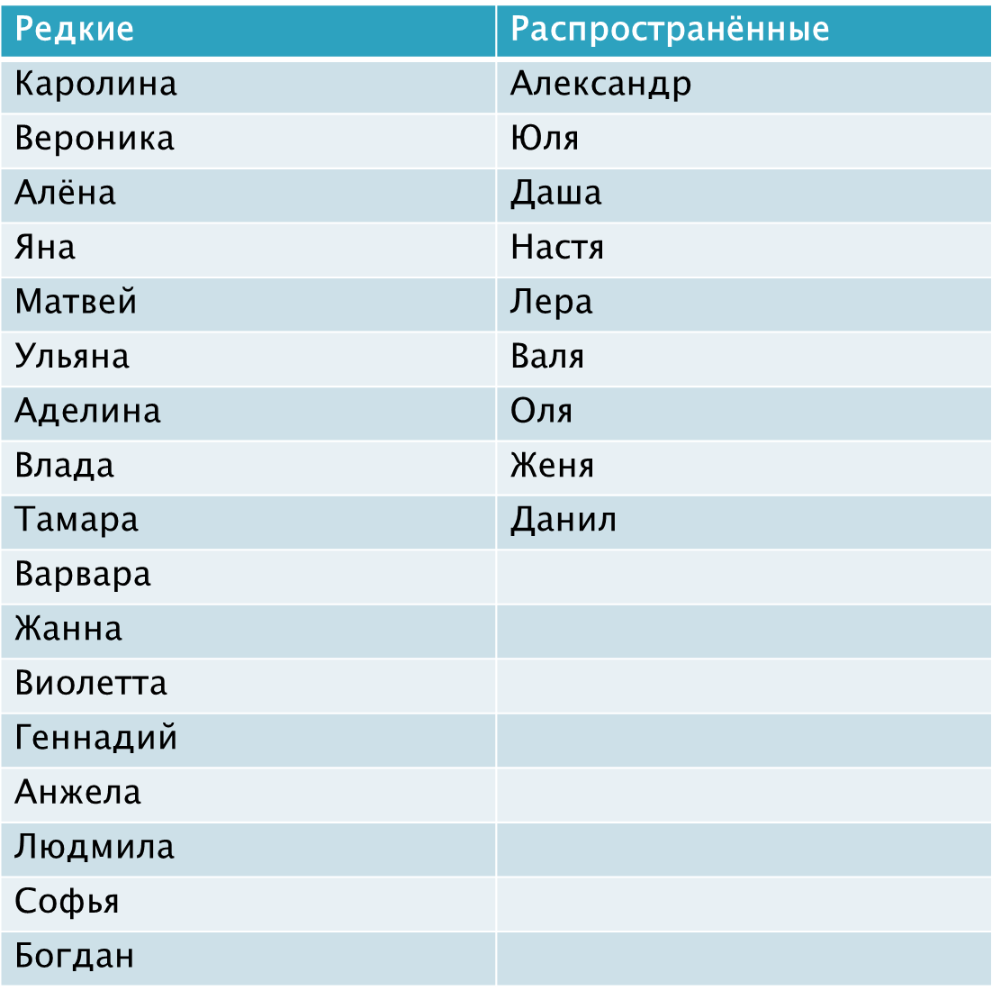 Редкие Распространённые
Каролина Александр
Вероника Юля
Алёна Даша
Яна Настя
Матвей Лера
Ульяна Валя
Аделина Оля
Влада Женя
Тамара Данил
Варвара
Жанна
Виолетта
Геннадий
Анжела
Людмила
Софья
Богдан